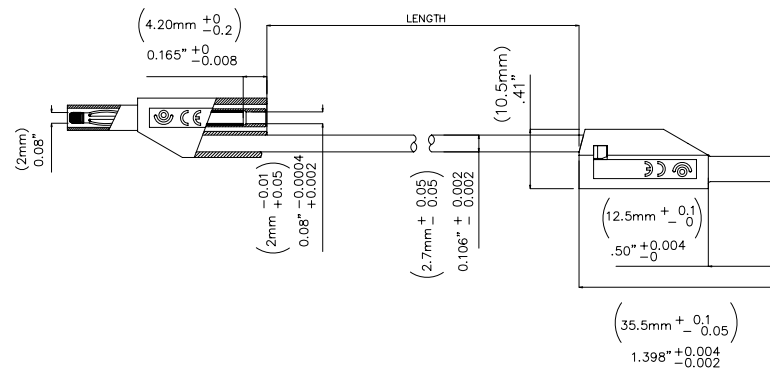 LENGTH
(4.20mm +0 -0.2)
0.165" +0 -0.008
(2mm)
0.08"
(2mm -0.01 +0.05)
0.08" -0.0004 +0.002
(2.7mm + 0.05 - 0.05)
0.106" + 0.002 - 0.002
(10.5mm)
.41"
(12.5mm + 0.1 - 0)
.50" +0.004 -0
(35.5mm + 0.1 - 0.05)
1.398" +0.004 -0.002
CE
CE